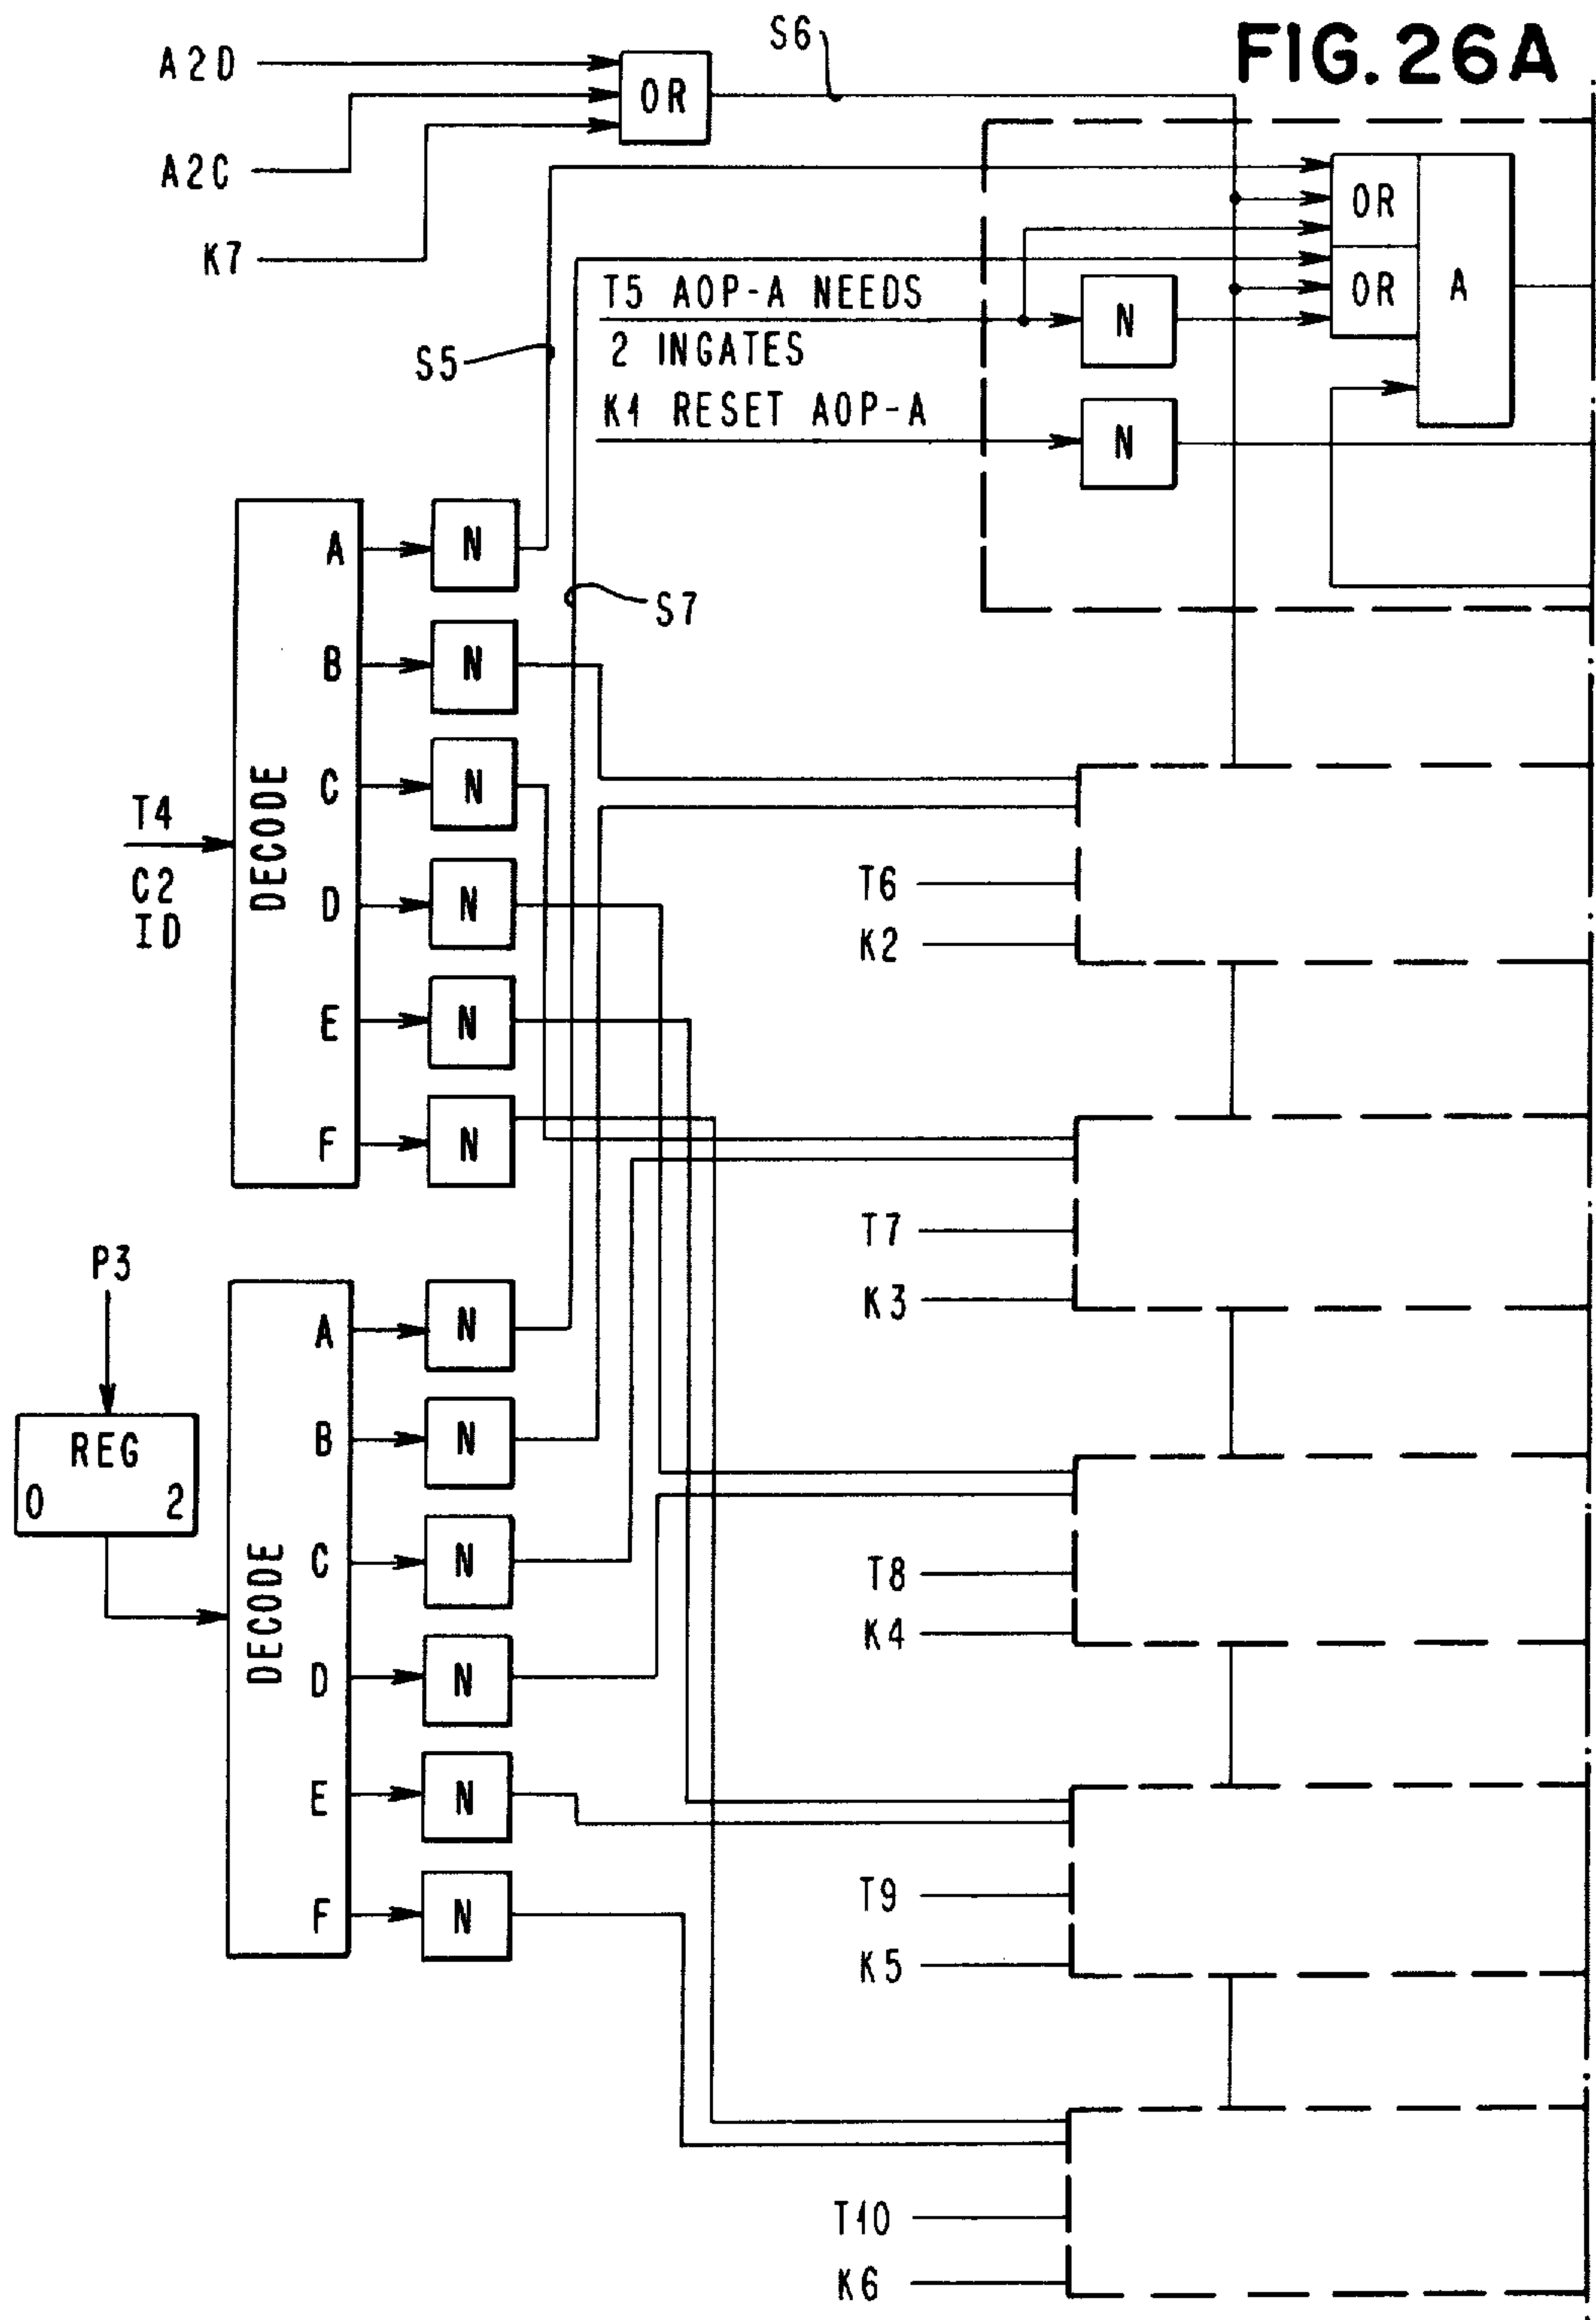 FIG. 26A
S6
A2D
OR
A2C
K7
OR
OR
A
T5 AOP-A NEEDS
2 INGATES
N
S5
K1 RESET AOP-A
N
A
N
S7
B
N
C
N
DECODE
T4
C2
ID
D
N
E
N
F
N
T6
K2
T7
K3
P3
REG
0 2
DECODE
A
N
B
N
C
N
D
N
E
N
F
N
T8
K4
T9
K5
T10
K6